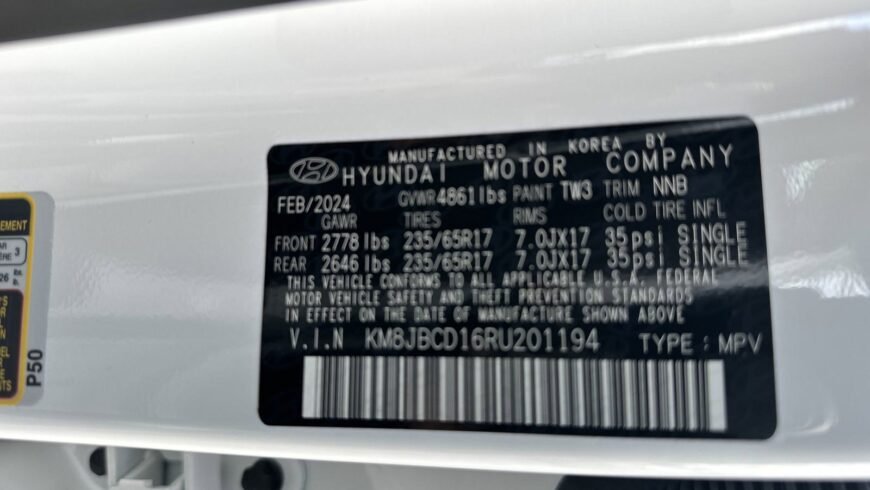 MANUFACTURED IN KOREA BY
HYUNDAI MOTOR COMPANY
FEB/2024 GVWR 4861 lbs PAINT TW3 TRIM NNB
GAWR TIRES RIMS COLD TIRE INFL
FRONT 2778 lbs 235/65R17 7.0JX17 35psi SINGLE
REAR 2646 lbs 235/65R17 7.0JX17 35psi SINGLE
THIS VEHICLE CONFORMS TO ALL APPLICABLE U.S.A. FEDERAL
MOTOR VEHICLE SAFETY AND THEFT PREVENTION STANDARDS
IN EFFECT ON THE DATE OF MANUFACTURE SHOWN ABOVE.
V.I.N KM8JBCD16RU201194 TYPE : MPV
P50